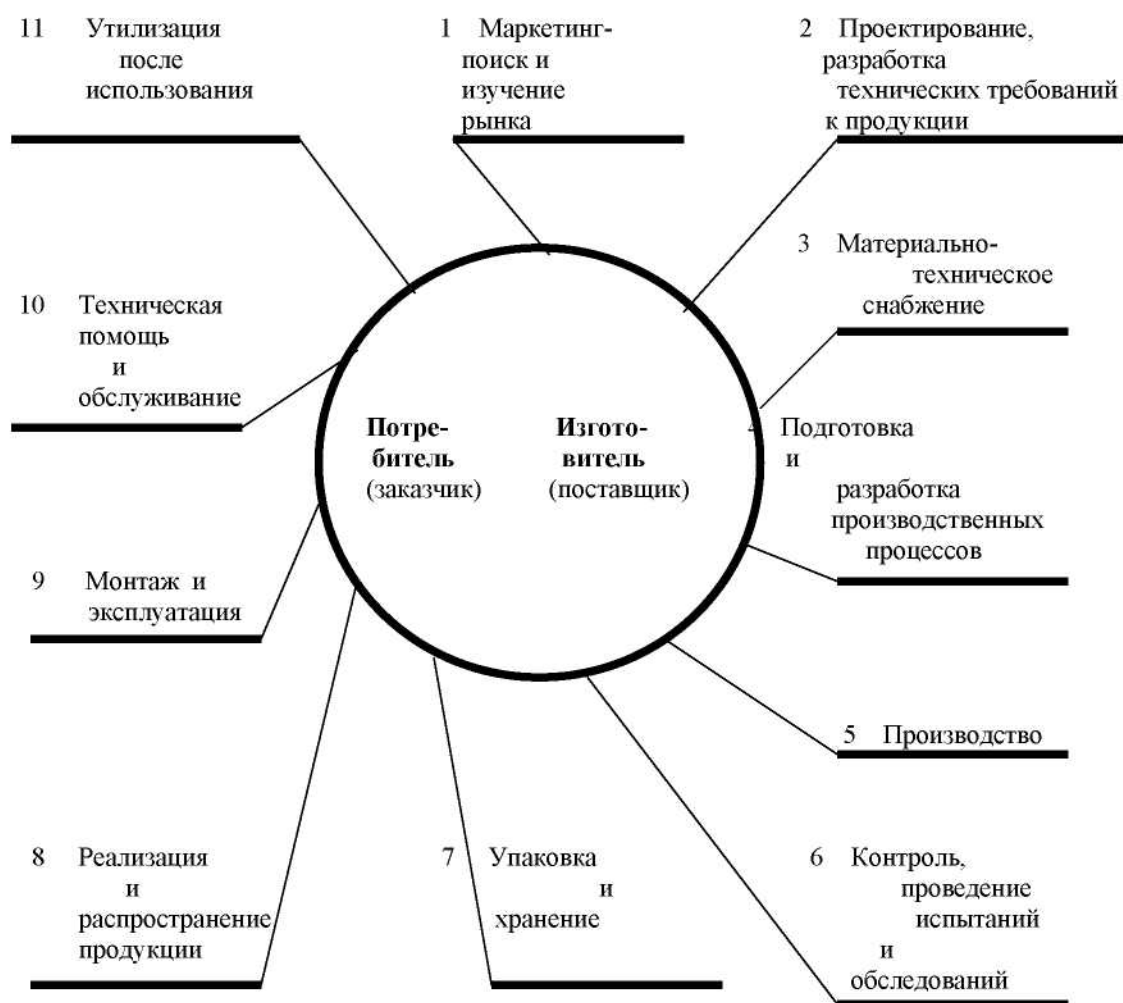 11 Утилизация
после
использования
1 Маркетинг-
поиск и
изучение
рынка
2 Проектирование,
разработка
технических требований
к продукции
3 Материально-
техническое
снабжение
10 Техническая
помощь
и
обслуживание
Потре-
битель
(заказчик)
Изгото-
витель
(поставщик)
4 Подготовка
и
разработка
производственных
процессов
9 Монтаж и
эксплуатация
5 Производство
8 Реализация
и
распространение
продукции
7 Упаковка
и
хранение
6 Контроль,
проведение
испытаний
и
обследований